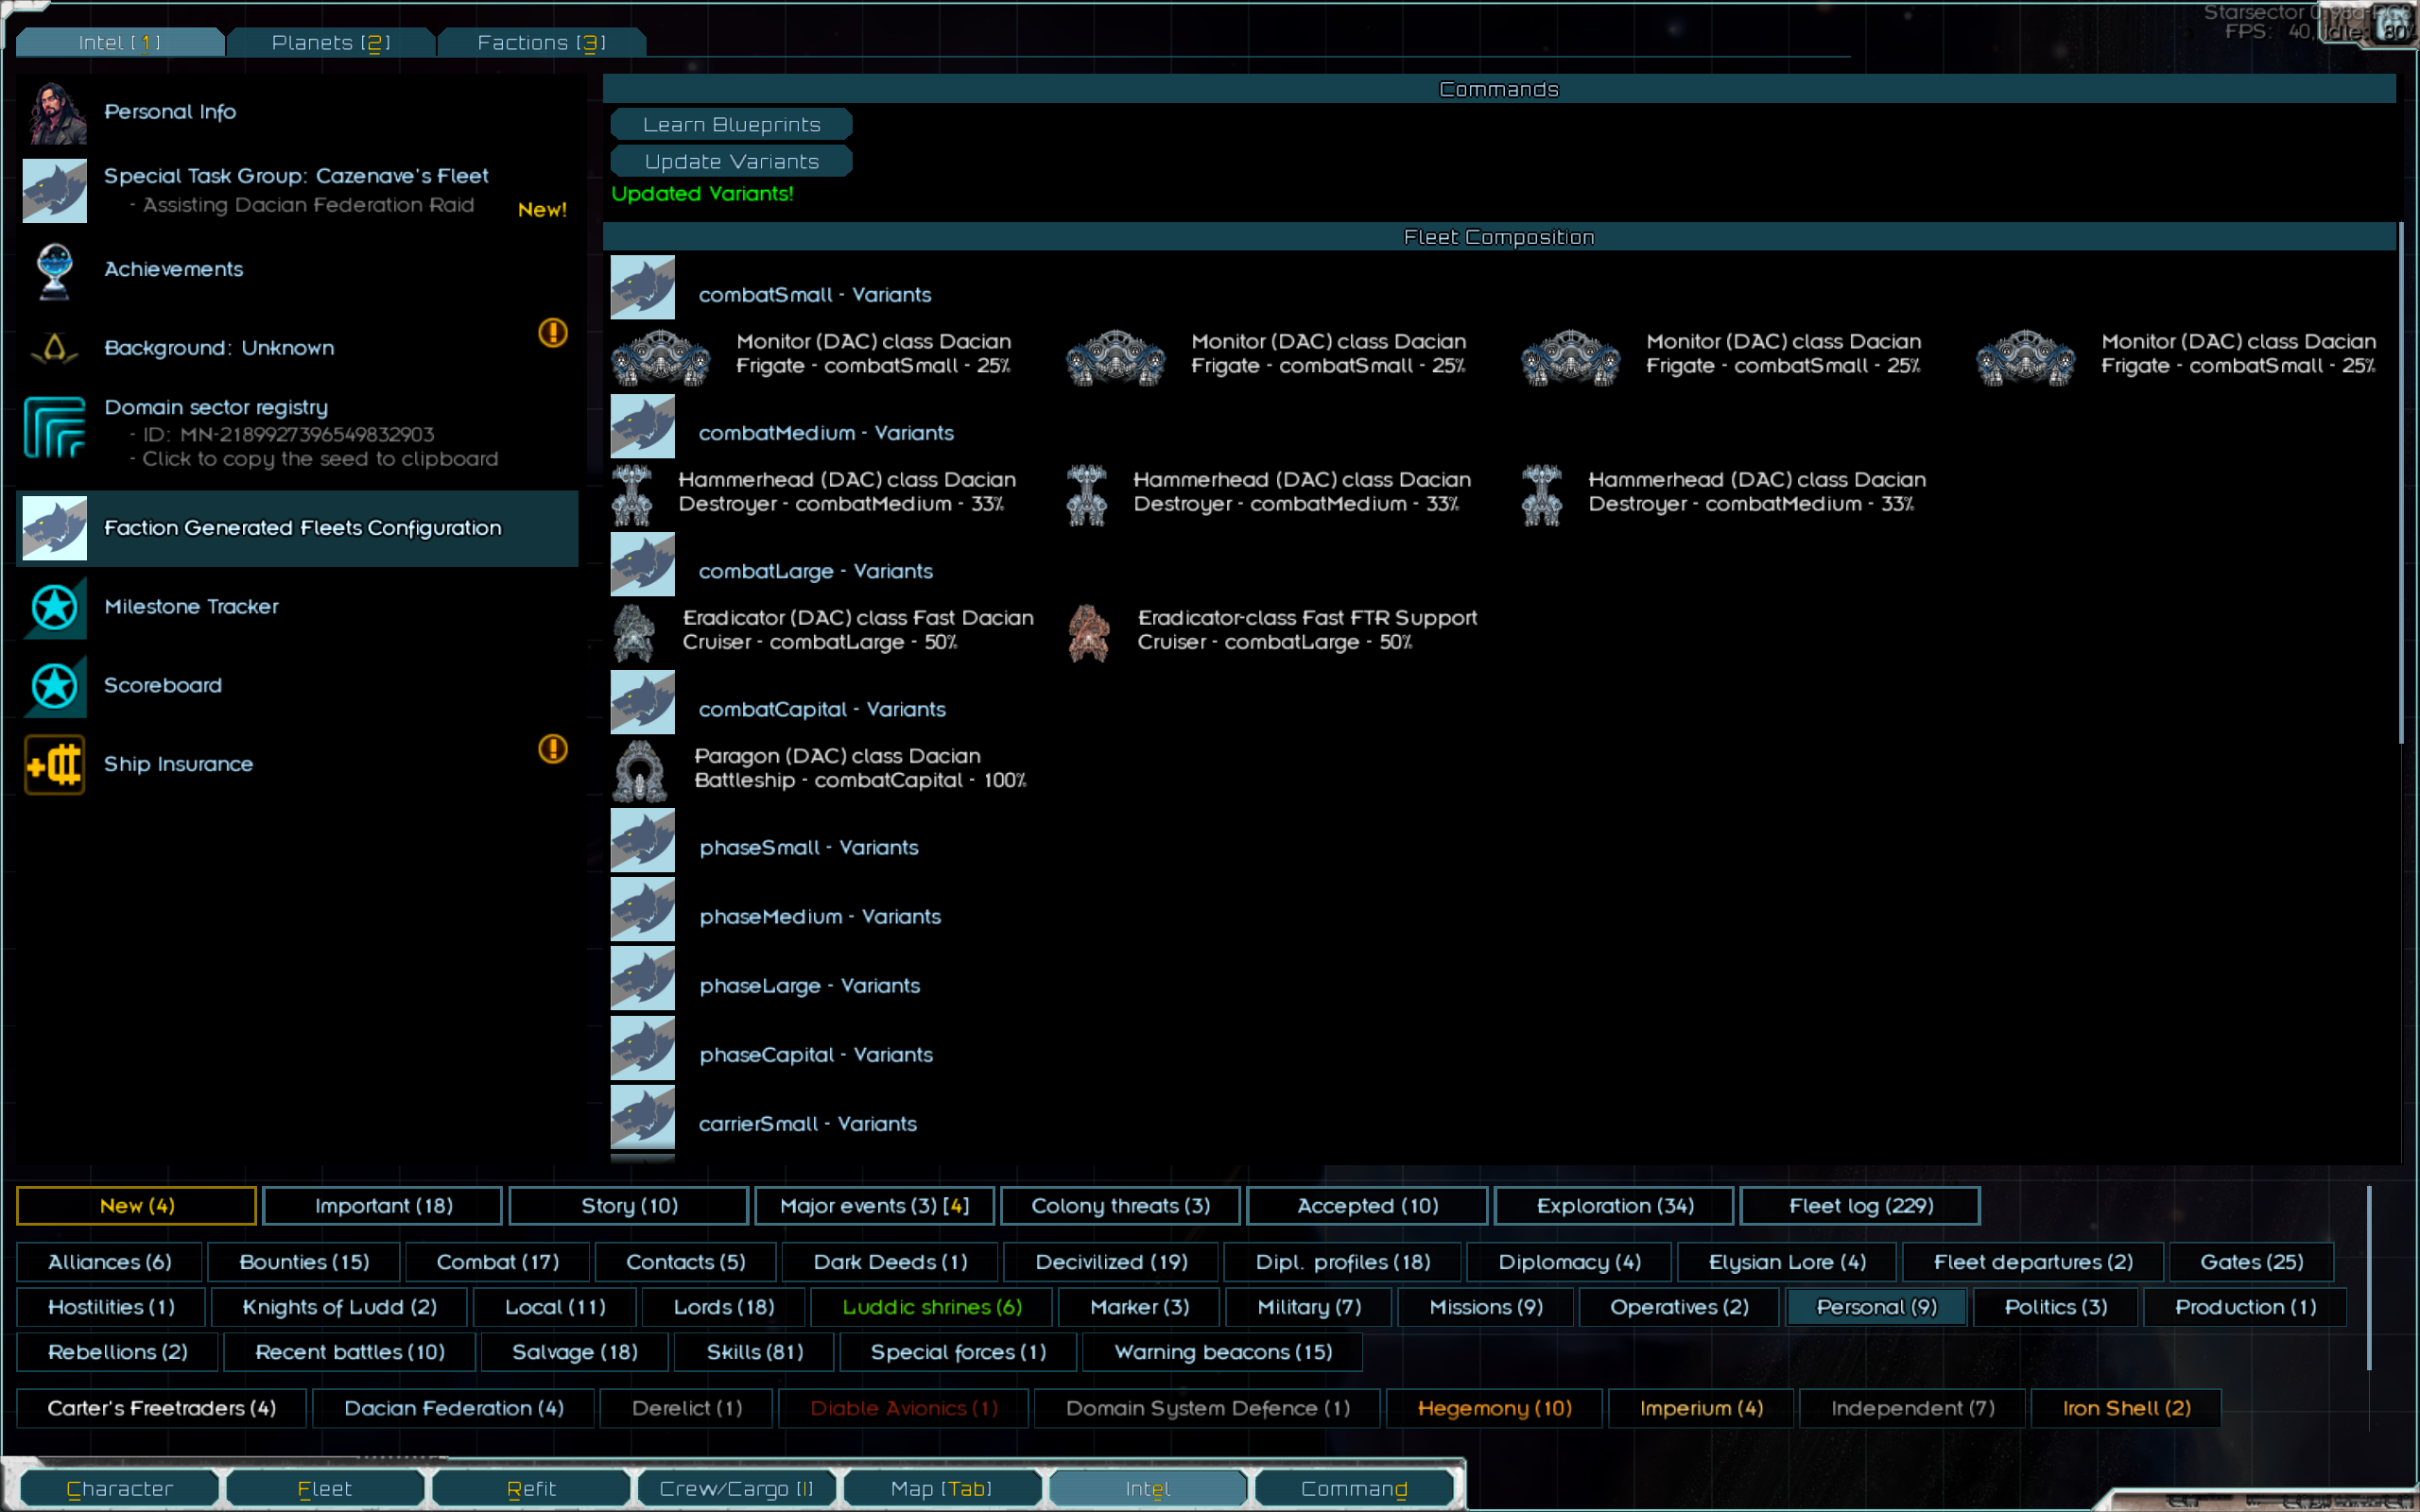 Intel [ 1 ]
Planets [2]
Factions [3]
FPS: 40, Idle: 80%
Personal Info
Special Task Group: Cazenave's Fleet
- Assisting Dacian Federation Raid
New!
Achievements
Background: Unknown
Domain sector registry
- ID: MN-2189927396549832903
- Click to copy the seed to clipboard
Faction Generated Fleets Configuration
Milestone Tracker
Scoreboard
Ship Insurance
Commands
Learn Blueprints
Update Variants
Updated Variants!
Fleet Composition
combatSmall - Variants
Monitor (DAC) class Dacian
Frigate - combatSmall - 25%
Monitor (DAC) class Dacian
Frigate - combatSmall - 25%
Monitor (DAC) class Dacian
Frigate - combatSmall - 25%
Monitor (DAC) class Dacian
Frigate - combatSmall - 25%
combatMedium - Variants
Hammerhead (DAC) class Dacian
Destroyer - combatMedium - 33%
Hammerhead (DAC) class Dacian
Destroyer - combatMedium - 33%
Hammerhead (DAC) class Dacian
Destroyer - combatMedium - 33%
combatLarge - Variants
Eradicator (DAC) class Fast Dacian
Cruiser - combatLarge - 50%
Eradicator-class Fast FTR Support
Cruiser - combatLarge - 50%
combatCapital - Variants
Paragon (DAC) class Dacian
Battleship - combatCapital - 100%
phaseSmall - Variants
phaseMedium - Variants
phaseLarge - Variants
phaseCapital - Variants
carrierSmall - Variants
New (4)
Important (18)
Story (10)
Major events (3) [4]
Colony threats (3)
Accepted (10)
Exploration (34)
Fleet log (229)
Alliances (6)
Bounties (15)
Combat (17)
Contacts (5)
Dark Deeds (1)
Decivilized (19)
Dipl. profiles (18)
Diplomacy (4)
Elysian Lore (4)
Fleet departures (2)
Gates (25)
Hostilities (1)
Knights of Ludd (2)
Local (11)
Lords (18)
Luddic shrines (6)
Marker (3)
Military (7)
Missions (9)
Operatives (2)
Personal (9)
Politics (3)
Production (1)
Rebellions (2)
Recent battles (10)
Salvage (18)
Skills (81)
Special forces (1)
Warning beacons (15)
Carter's Freetraders (4)
Dacian Federation (4)
Derelict (1)
Diable Avionics (1)
Domain System Defence (1)
Hegemony (10)
Imperium (4)
Independent (7)
Iron Shell (2)
Character
Fleet
Refit
Crew/Cargo [I]
Map [Tab]
Intel
Command